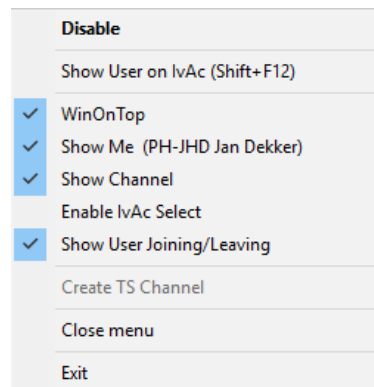 Disable
Show User on IvAc (Shift+F12)
WinOnTop
Show Me (PH-JHD Jan Dekker)
Show Channel
Enable IvAc Select
Show User Joining/Leaving
Create TS Channel
Close menu
Exit